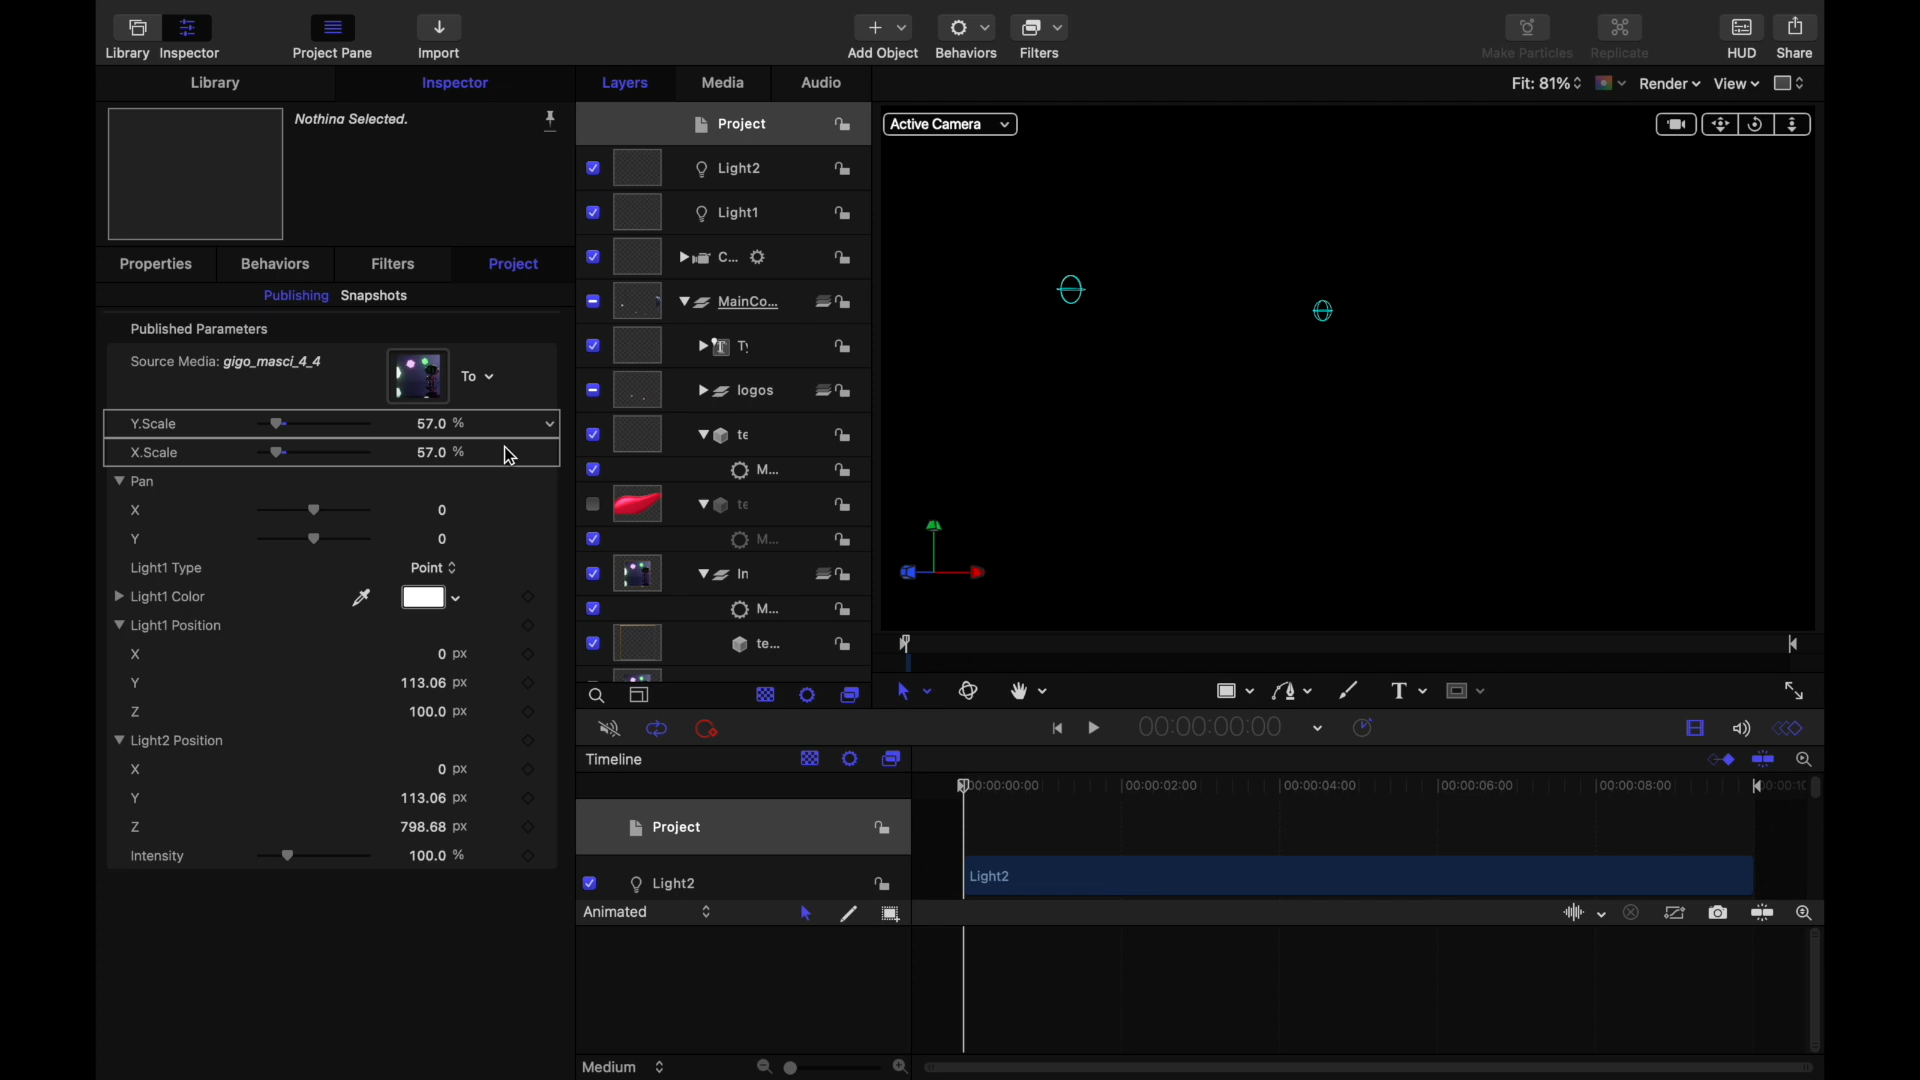 Library Inspector Project Pane Import Add Object Behaviors Filters Make Particles Replicate HUD Share
Library Inspector Layers Media Audio Fit: 81% Render View
Nothing Selected.
Active Camera
Properties Behaviors Filters Project
Publishing Snapshots
Published Parameters
Source Media: gigo_masci_4_4
To
Y.Scale 57.0 %
X.Scale 57.0 %
Pan
X 0
Y 0
Light1 Type Point
Light1 Color
Light1 Position
X 0 px
Y 113.06 px
Z 100.0 px
Light2 Position
X 0 px
Y 113.06 px
Z 798.68 px
Intensity 100.0 %
Project
Light2
Light1
C...
MainCo...
Ty
logos
te
M...
te
M...
In
M...
te...
T
00:00:00:00
Timeline
00:00:00:00 00:00:02:00 00:00:04:00 00:00:06:00 00:00:08:00
Project
Light2
Light2
Animated
Medium